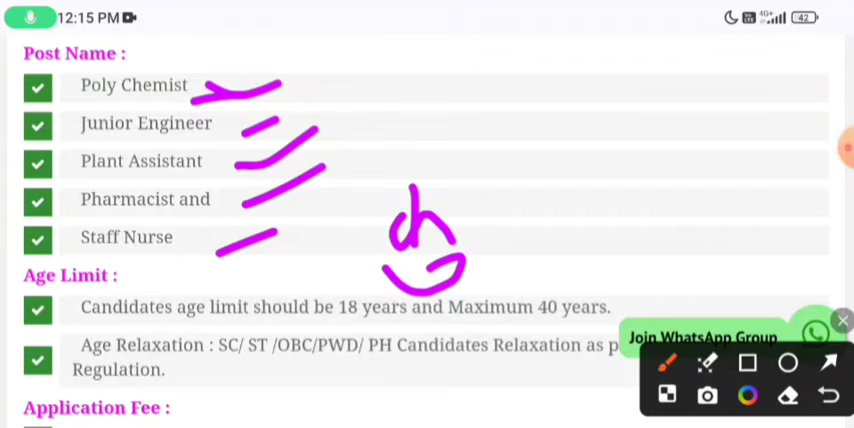 12:15 PM
4G+
42
Post Name :
Poly Chemist
Junior Engineer
Plant Assistant
Pharmacist and
Staff Nurse
Age Limit :
Candidates age limit should be 18 years and Maximum 40 years.
Age Relaxation : SC/ ST /OBC/PWD/ PH Candidates Relaxation as p
Regulation.
Join WhatsApp Group
Application Fee :